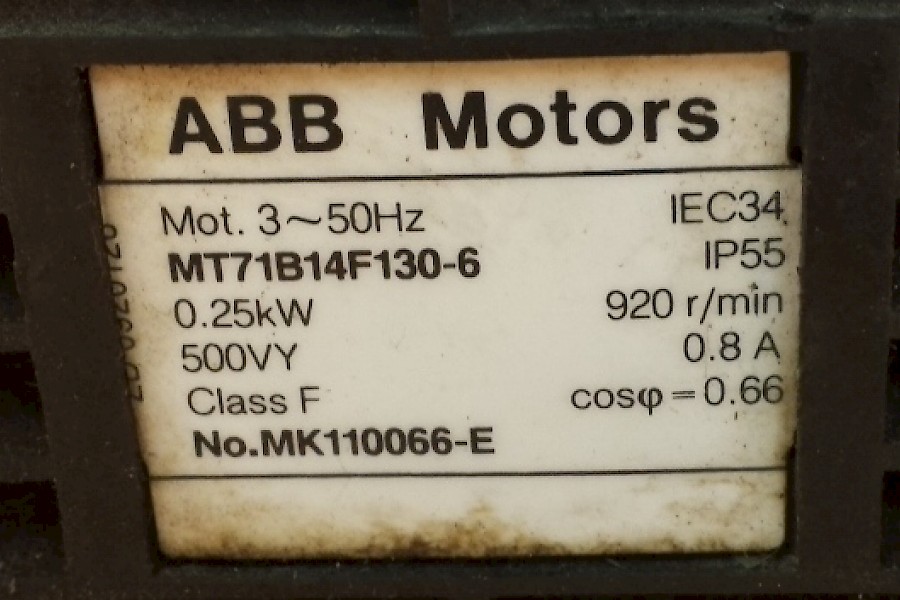 ABB Motors
Mot. 3~50Hz IEC34
MT71B14F130-6 IP55
0.25kW 920 r/min
500VY 0.8 A
Class F cosφ = 0.66
No.MK110066-E